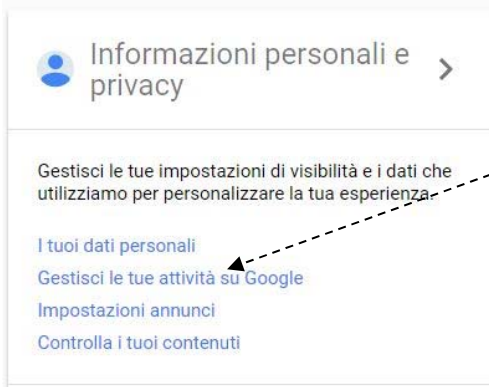 Informazioni personali e
privacy
Gestisci le tue impostazioni di visibilità e i dati che
utilizziamo per personalizzare la tua esperienza.
I tuoi dati personali
Gestisci le tue attività su Google
Impostazioni annunci
Controlla i tuoi contenuti